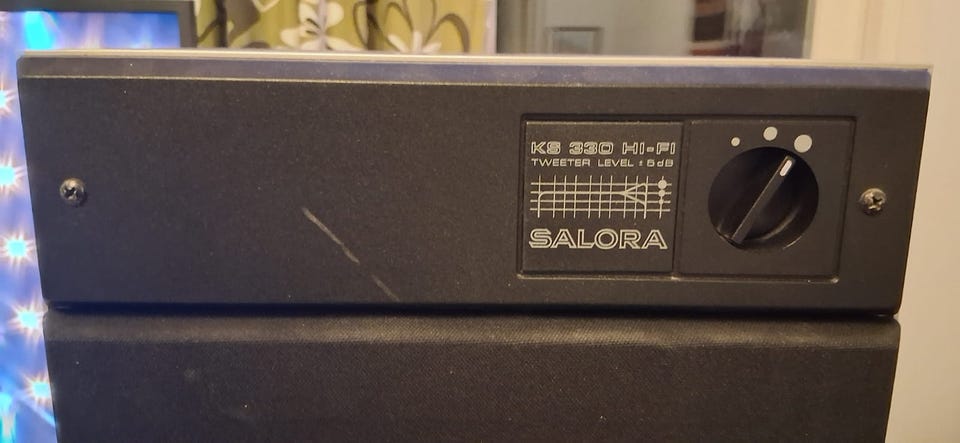 KS 330 HI-FI
TWEETER LEVEL ± 5 dB
SALORA